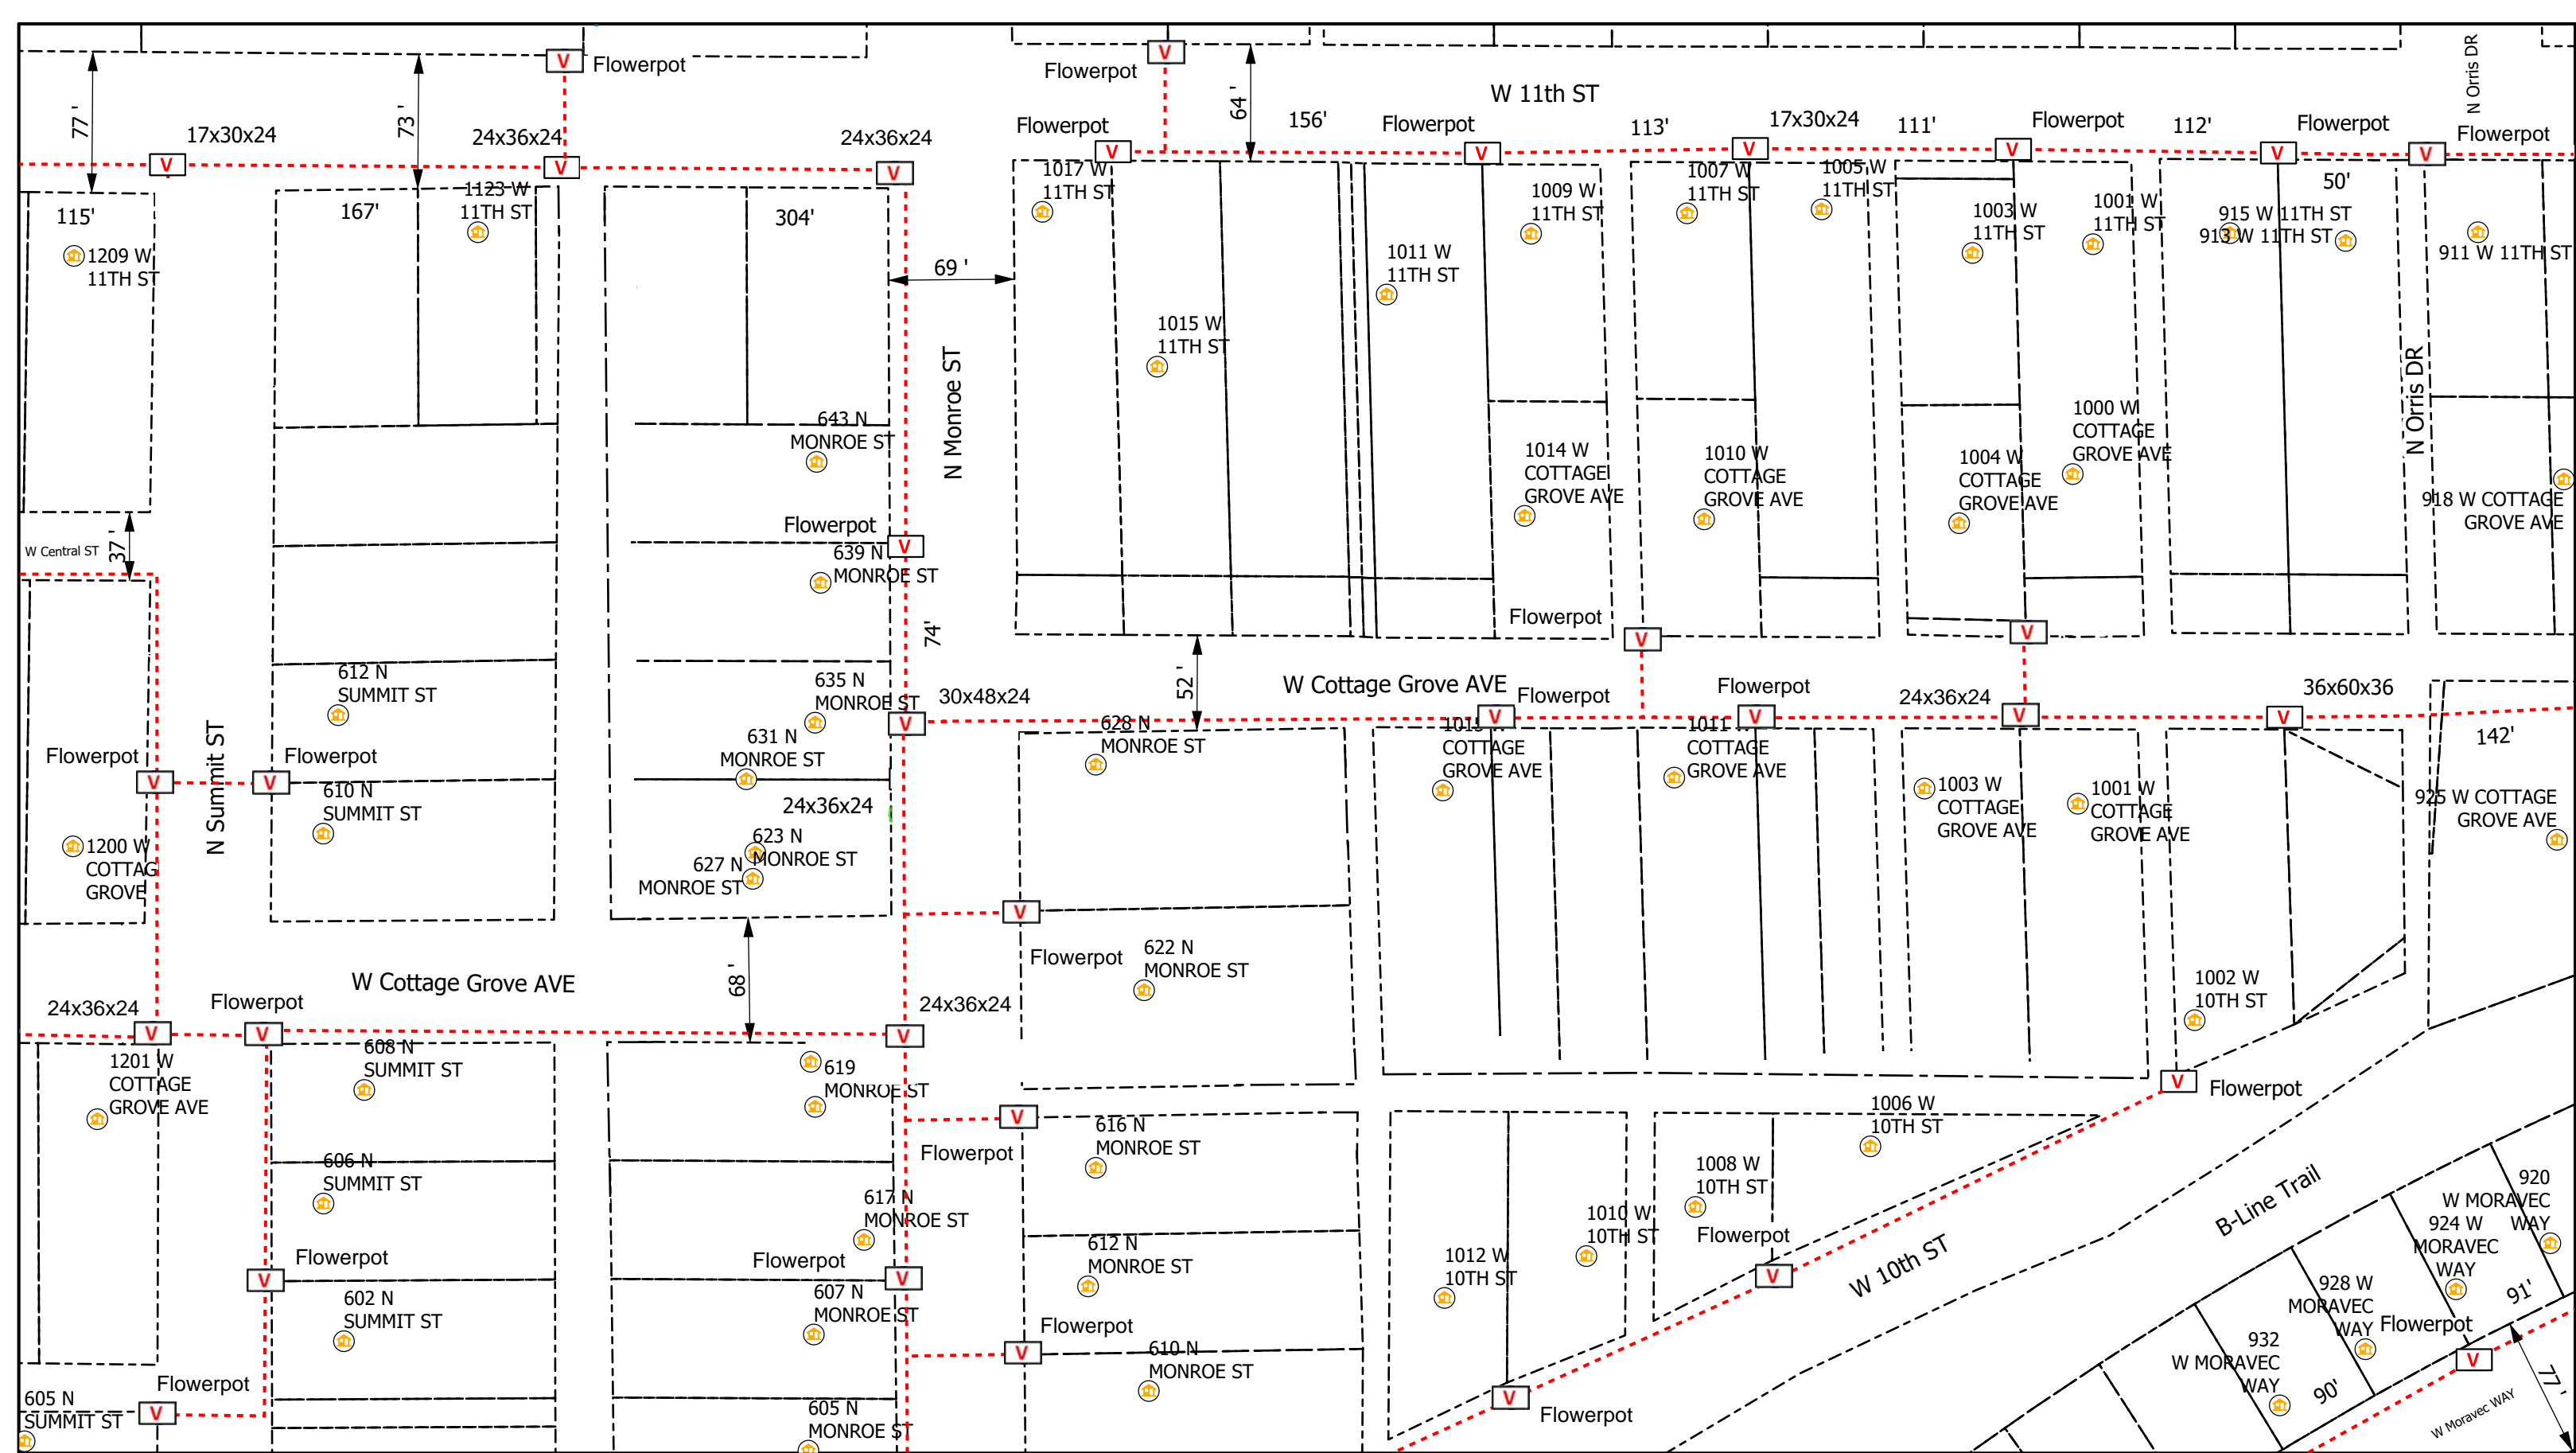 V
Flowerpot
V
Flowerpot
77 '
73 '
64 '
W 11th ST
N Orris DR
17x30x24
24x36x24
24x36x24
Flowerpot
156'
Flowerpot
113'
17x30x24
111'
Flowerpot
112'
Flowerpot
Flowerpot
V
V
V
V
V
V
V
V
V
115'
1209 W
11TH ST
167'
1123 W
11TH ST
304'
69 '
1017 W
11TH ST
1015 W
11TH ST
1011 W
11TH ST
1009 W
11TH ST
1007 W
11TH ST
1005 W
11TH ST
1003 W
11TH ST
1001 W
11TH ST
50'
915 W 11TH ST
913 W 11TH ST
911 W 11TH ST
N Monroe ST
N Orris DR
643 N
MONROE ST
1014 W
COTTAGE
GROVE AVE
1010 W
COTTAGE
GROVE AVE
1004 W
COTTAGE
GROVE AVE
1000 W
COTTAGE
GROVE AVE
918 W COTTAGE
GROVE AVE
W Central ST
37 '
Flowerpot
V
639 N
MONROE ST
74'
Flowerpot
V
V
52 '
W Cottage Grove AVE
612 N
SUMMIT ST
635 N
MONROE ST
V
30x48x24
Flowerpot
V
Flowerpot
V
24x36x24
V
36x60x36
V
142'
N Summit ST
Flowerpot
V
Flowerpot
V
610 N
SUMMIT ST
631 N
MONROE ST
628 N
MONROE ST
COTTAGE
GROVE AVE
1011
COTTAGE
GROVE AVE
1003 W
COTTAGE
GROVE AVE
1001 W
COTTAGE
GROVE AVE
925 W COTTAGE
GROVE AVE
24x36x24
623 N
MONROE ST
627 N
MONROE ST
1200 W
COTTAG
GROVE
V
Flowerpot
622 N
MONROE ST
W Cottage Grove AVE
68 '
24x36x24
V
Flowerpot
V
24x36x24
V
1002 W
10TH ST
1201 W
COTTAGE
GROVE AVE
608 N
SUMMIT ST
619
MONROE ST
V
Flowerpot
V
Flowerpot
616 N
MONROE ST
1006 W
10TH ST
606 N
SUMMIT ST
617 N
MONROE ST
1008 W
10TH ST
1010 W
10TH ST
Flowerpot
V
B-Line Trail
920
W MORAVEC
WAY
924 W
MORAVEC
WAY
Flowerpot
V
Flowerpot
V
612 N
MONROE ST
1012 W
10TH ST
W 10th ST
602 N
SUMMIT ST
607 N
MONROE ST
V
Flowerpot
610 N
MONROE ST
928 W
MORAVEC
WAY
91'
Flowerpot
V
932
W MORAVEC
WAY
90'
77 '
W Moravec WAY
605 N
SUMMIT ST
Flowerpot
V
605 N
MONROE ST
V
Flowerpot